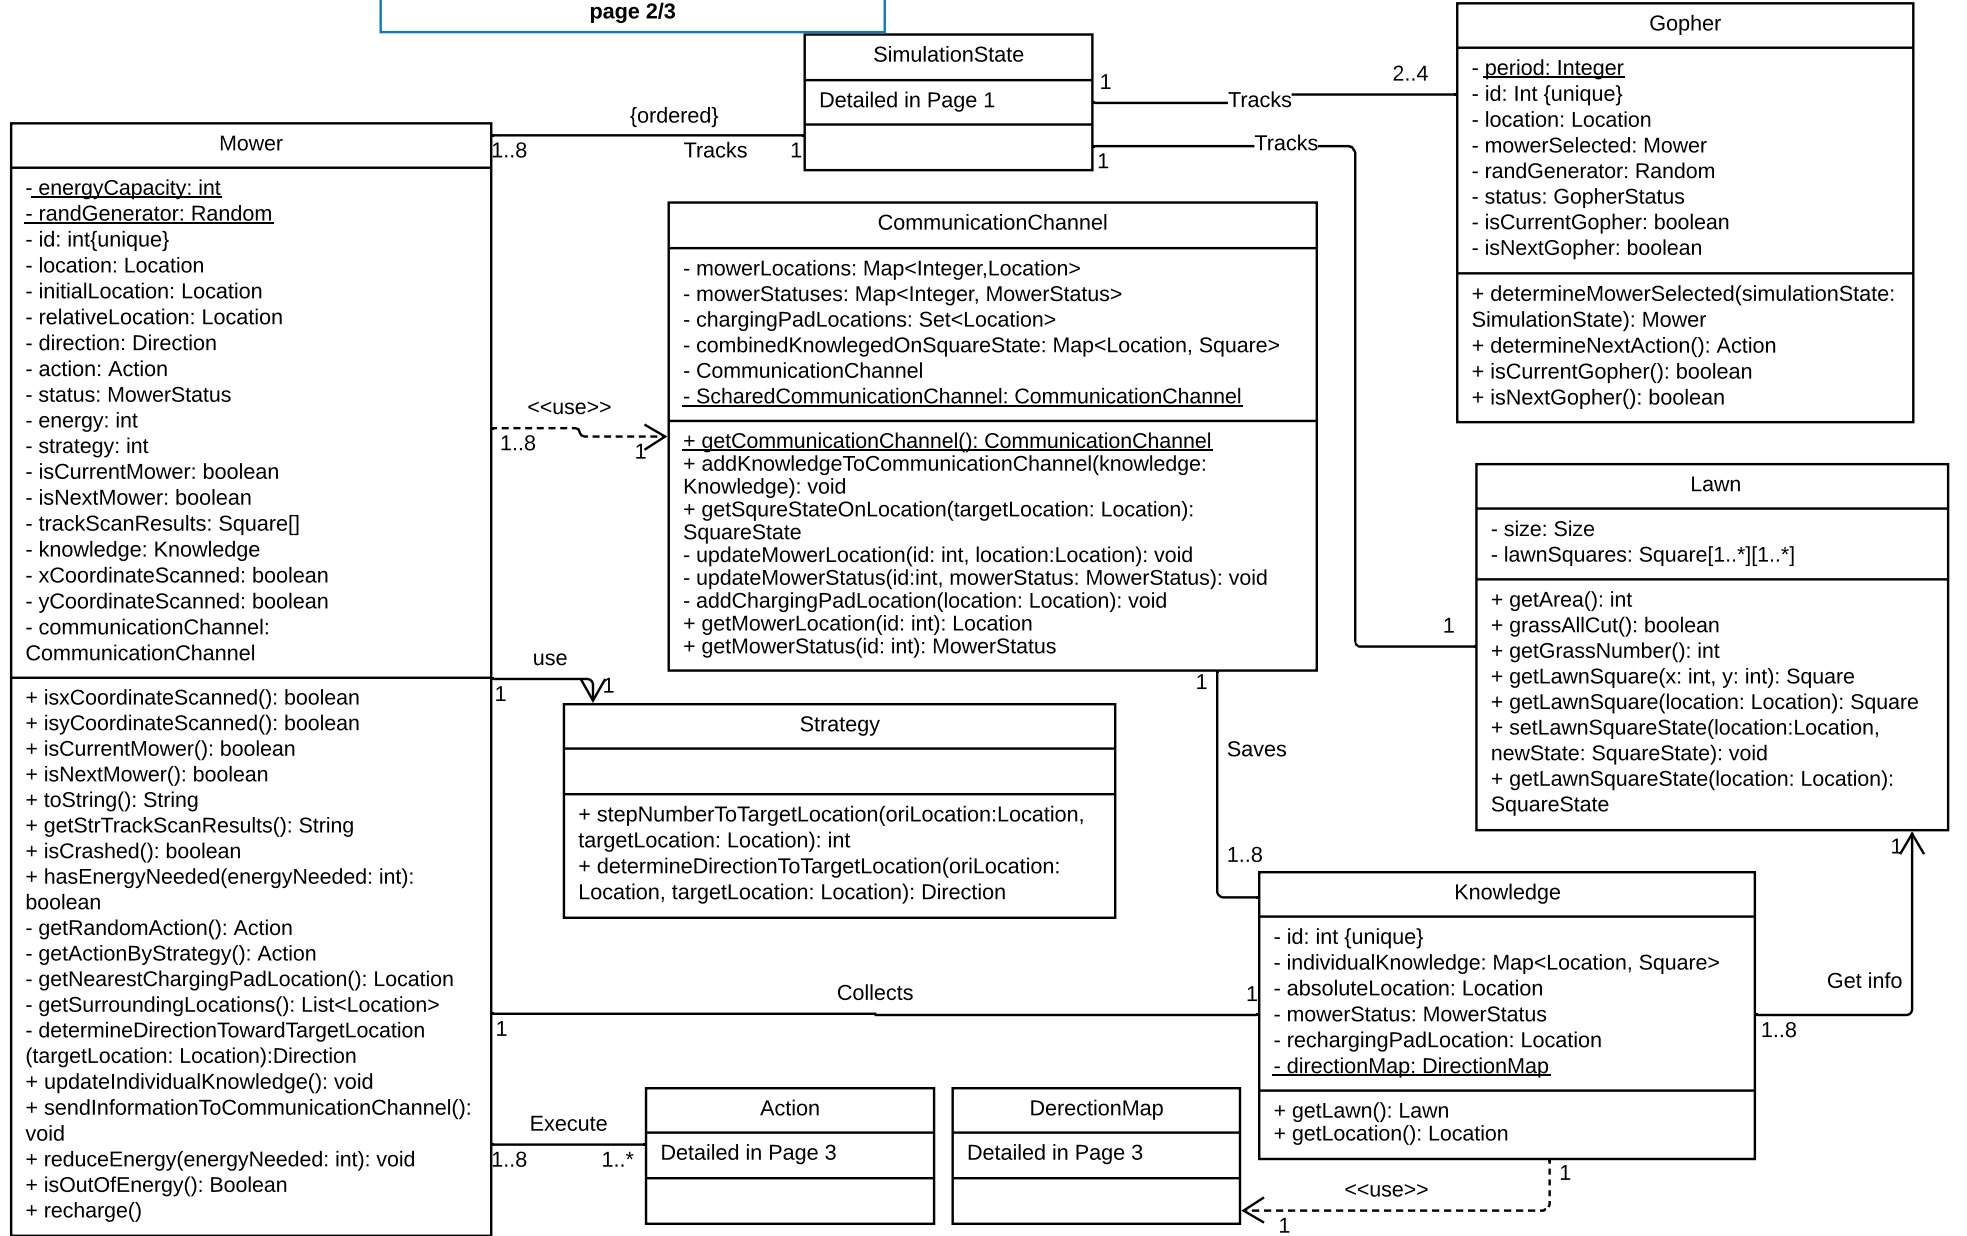 page 2/3
SimulationState
Detailed in Page 1
1
2..4
Tracks
Tracks
1
{ordered}
1..8
Tracks
1
Gopher
- period: Integer
- id: Int {unique}
- location: Location
- mowerSelected: Mower
- randGenerator: Random
- status: GopherStatus
- isCurrentGopher: boolean
- isNextGopher: boolean
+ determineMowerSelected(simulationState:
SimulationState): Mower
+ determineNextAction(): Action
+ isCurrentGopher(): boolean
+ isNextGopher(): boolean
Mower
- energyCapacity: int
- randGenerator: Random
- id: int{unique}
- location: Location
- initialLocation: Location
- relativeLocation: Location
- direction: Direction
- action: Action
- status: MowerStatus
- energy: int
- strategy: int
- isCurrentMower: boolean
- isNextMower: boolean
- trackScanResults: Square[]
- knowledge: Knowledge
- xCoordinateScanned: boolean
- yCoordinateScanned: boolean
- communicationChannel:
CommunicationChannel
+ isxCoordinateScanned(): boolean
+ isyCoordinateScanned(): boolean
+ isCurrentMower(): boolean
+ isNextMower(): boolean
+ toString(): String
+ getStrTrackScanResults(): String
+ isCrashed(): boolean
+ hasEnergyNeeded(energyNeeded: int):
boolean
- getRandomAction(): Action
- getActionByStrategy(): Action
- getNearestChargingPadLocation(): Location
- getSurroundingLocations(): List<Location>
- determineDirectionTowardTargetLocation
(targetLocation: Location):Direction
+ updateIndividualKnowledge(): void
+ sendInformationToCommunicationChannel():
void
+ reduceEnergy(energyNeeded: int): void
+ isOutOfEnergy(): Boolean
+ recharge()
CommunicationChannel
- mowerLocations: Map<Integer,Location>
- mowerStatuses: Map<Integer, MowerStatus>
- chargingPadLocations: Set<Location>
- combinedKnowlegedOnSquareState: Map<Location, Square>
- CommunicationChannel
- ScharedCommunicationChannel: CommunicationChannel
+ getCommunicationChannel(): CommunicationChannel
+ addKnowledgeToCommunicationChannel(knowledge:
Knowledge): void
+ getSqureStateOnLocation(targetLocation: Location):
SquareState
- updateMowerLocation(id: int, location:Location): void
- updateMowerStatus(id:int, mowerStatus: MowerStatus): void
- addChargingPadLocation(location: Location): void
+ getMowerLocation(id: int): Location
+ getMowerStatus(id: int): MowerStatus
<<use>>
1..8
1
Lawn
- size: Size
- lawnSquares: Square[1..*][1..*]
+ getArea(): int
+ grassAllCut(): boolean
+ getGrassNumber(): int
+ getLawnSquare(x: int, y: int): Square
+ getLawnSquare(location: Location): Square
+ setLawnSquareState(location:Location,
newState: SquareState): void
+ getLawnSquareState(location: Location):
SquareState
1
use
1
1
Strategy
+ stepNumberToTargetLocation(oriLocation:Location,
targetLocation: Location): int
+ determineDirectionToTargetLocation(oriLocation:
Location, targetLocation: Location): Direction
1
Saves
1..8
1
Get info
1..8
Knowledge
- id: int {unique}
- individualKnowledge: Map<Location, Square>
- absoluteLocation: Location
- mowerStatus: MowerStatus
- rechargingPadLocation: Location
- directionMap: DirectionMap
+ getLawn(): Lawn
+ getLocation(): Location
Collects
1
1
Execute
1..8
1..*
Action
Detailed in Page 3
DerectionMap
Detailed in Page 3
1
<<use>>
1